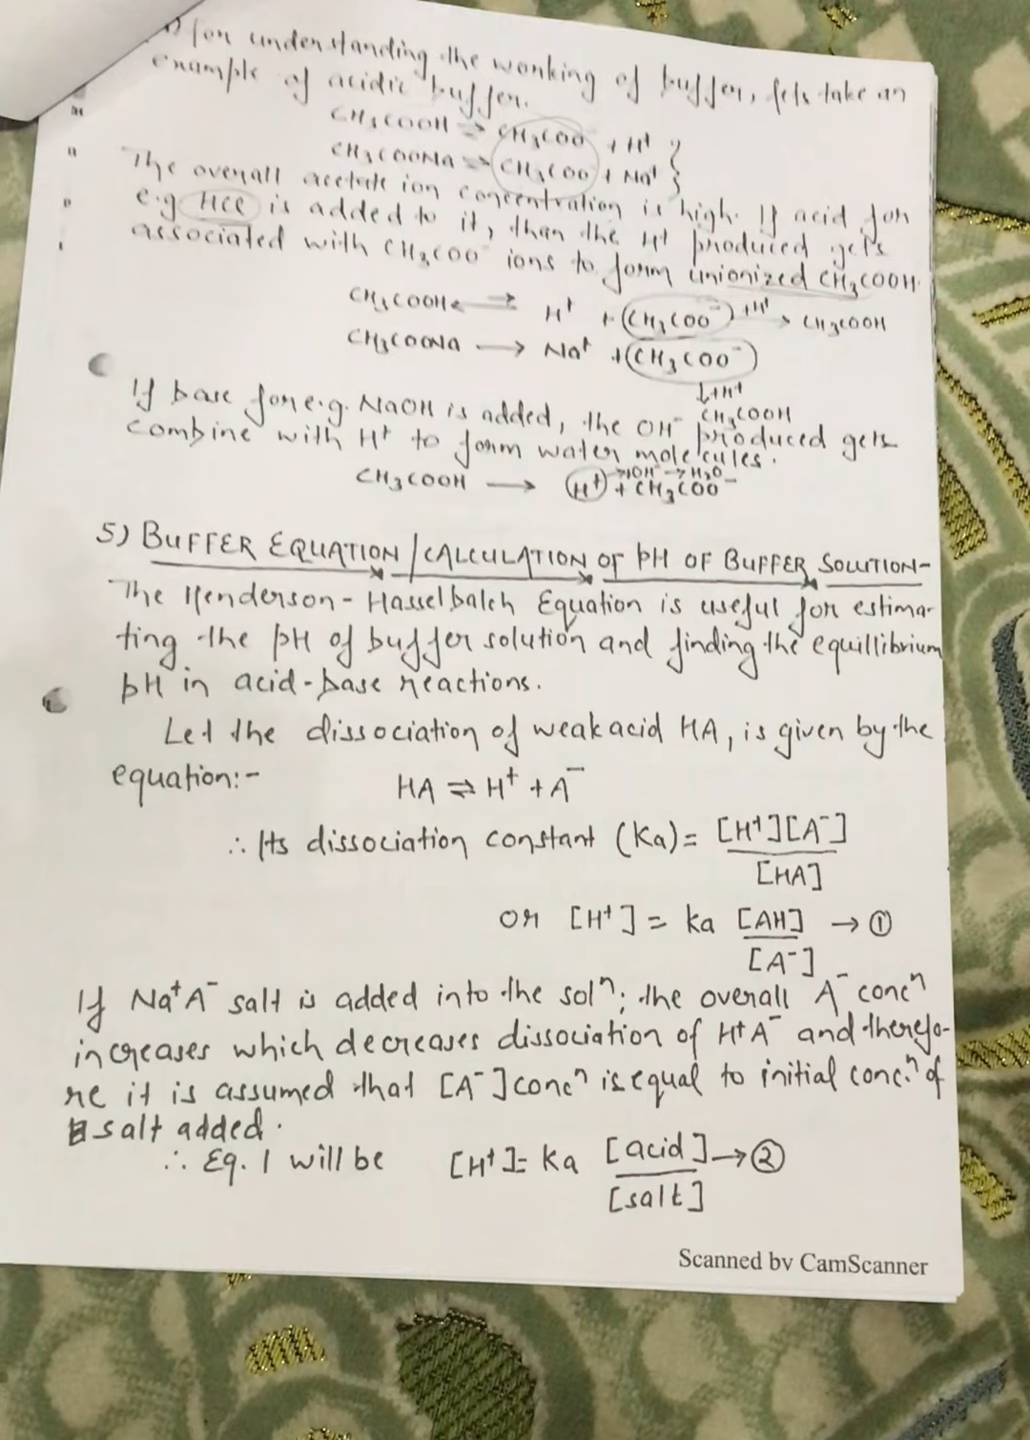 for understanding the working of buffer, lets take an
example of acidic buffer.
CH3COOH ⇌ CH3COO⁻ + H⁺
CH3COONa ⇌ CH3COO⁻ + Na⁺
The overall acetate ion concentration is high. If acid for
e.g HCl is added to it, than the H⁺ produced gets
associated with CH3COO⁻ ions to form unionized CH3COOH.
CH3COOH ⇌ H⁺ + (CH3COO⁻) +H⁺ → CH3COOH
CH3COONa → Na⁺ + (CH3COO⁻)
↓+H⁺
CH3COOH
If base for e.g. NaOH is added, the OH⁻ produced gets
combine with H⁺ to form water molecules.
CH3COOH → (H⁺) + CH3COO⁻
→ +OH⁻ → H2O
5) BUFFER EQUATION / CALCULATION OF pH OF BUFFER SOLUTION-
The Henderson-Hasselbalch Equation is useful for estima-
ting the pH of buffer solution and finding the equillibrium
pH in acid-base reactions.
Let the dissociation of weak acid HA, is given by the
equation:- HA ⇌ H⁺ + A⁻
∴ Its dissociation constant (Ka) = [H⁺][A⁻]
[HA]
or [H⁺] = ka [AH] → ①
[A⁻]
If Na⁺A⁻ salt is added into the solⁿ; the overall A⁻ concⁿ
increases which decreases dissociation of H⁺A⁻ and therefo-
re it is assumed that [A⁻] concⁿ is equal to initial conc.ⁿ of
salt added.
∴ Eq. 1 will be [H⁺] = ka [acid] → ②
[salt]
Scanned by CamScanner